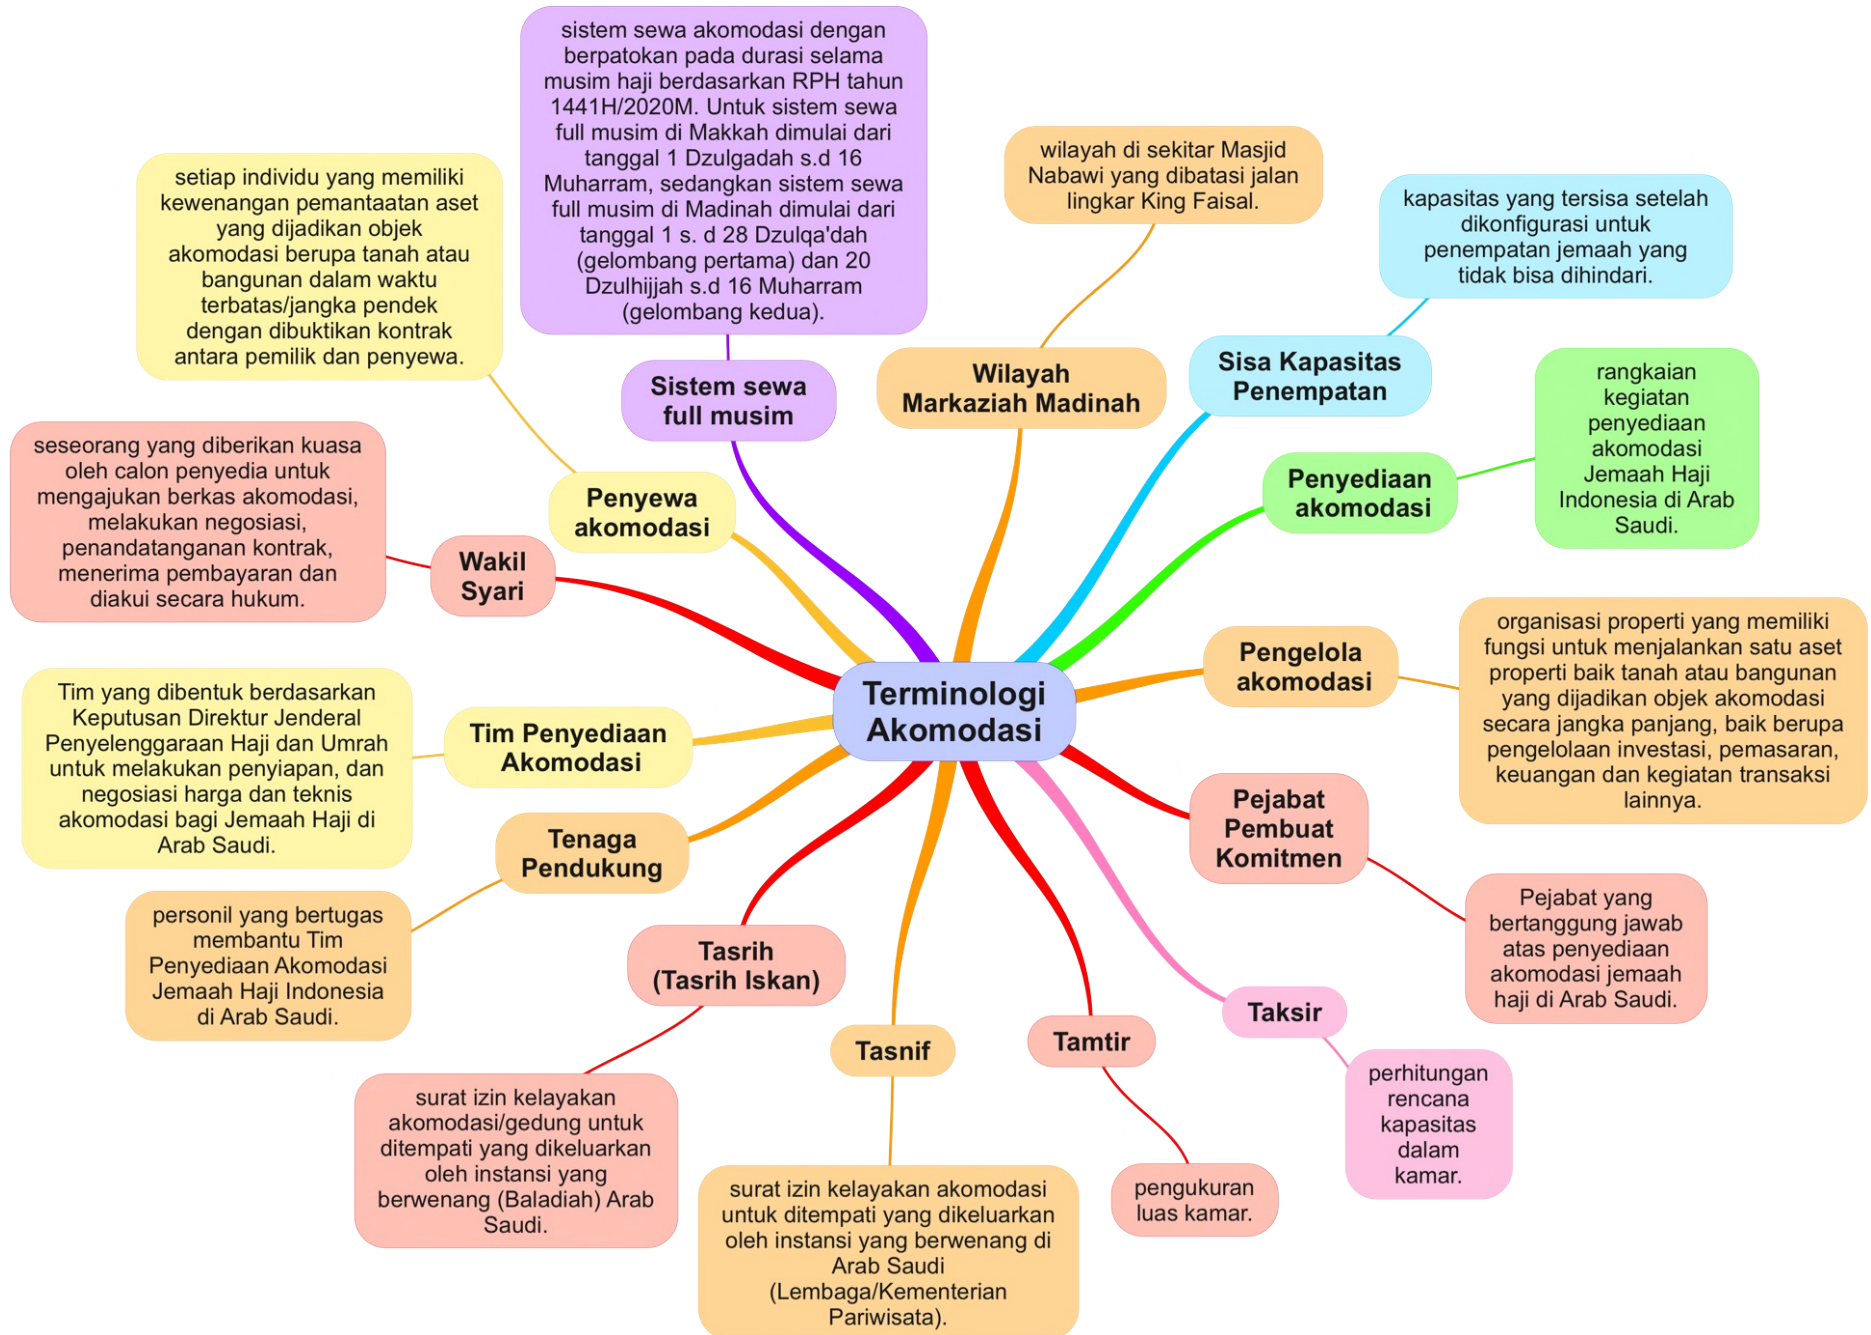 Terminologi
Akomodasi
sistem sewa akomodasi dengan
berpatokan pada durasi selama
musim haji berdasarkan RPH tahun
1441H/2020M. Untuk sistem sewa
full musim di Makkah dimulai dari
tanggal 1 Dzulgadah s.d 16
Muharram, sedangkan sistem sewa
full musim di Madinah dimulai dari
tanggal 1 s. d 28 Dzulqa'dah
(gelombang pertama) dan 20
Dzulhijjah s.d 16 Muharram
(gelombang kedua).
Sistem sewa
full musim
wilayah di sekitar Masjid
Nabawi yang dibatasi jalan
lingkar King Faisal.
Wilayah
Markaziah Madinah
kapasitas yang tersisa setelah
dikonfigurasi untuk
penempatan jemaah yang
tidak bisa dihindari.
Sisa Kapasitas
Penempatan
rangkaian
kegiatan
penyediaan
akomodasi
Jemaah Haji
Indonesia di Arab
Saudi.
Penyediaan
akomodasi
organisasi properti yang memiliki
fungsi untuk menjalankan satu aset
properti baik tanah atau bangunan
yang dijadikan objek akomodasi
secara jangka panjang, baik berupa
pengelolaan investasi, pemasaran,
keuangan dan kegiatan transaksi
lainnya.
Pengelola
akomodasi
Pejabat
Pembuat
Komitmen
Pejabat yang
bertanggung jawab
atas penyediaan
akomodasi jemaah
haji di Arab Saudi.
Taksir
perhitungan
rencana
kapasitas
dalam
kamar.
Tamtir
pengukuran
luas kamar.
Tasnif
surat izin kelayakan akomodasi
untuk ditempati yang dikeluarkan
oleh instansi yang berwenang di
Arab Saudi
(Lembaga/Kementerian
Pariwisata).
Tasrih
(Tasrih Iskan)
surat izin kelayakan
akomodasi/gedung untuk
ditempati yang dikeluarkan
oleh instansi yang
berwenang (Baladiah) Arab
Saudi.
Tenaga
Pendukung
personil yang bertugas
membantu Tim
Penyediaan Akomodasi
Jemaah Haji Indonesia
di Arab Saudi.
Tim Penyediaan
Akomodasi
Tim yang dibentuk berdasarkan
Keputusan Direktur Jenderal
Penyelenggaraan Haji dan Umrah
untuk melakukan penyiapan, dan
negosiasi harga dan teknis
akomodasi bagi Jemaah Haji di
Arab Saudi.
Wakil
Syari
seseorang yang diberikan kuasa
oleh calon penyedia untuk
mengajukan berkas akomodasi,
melakukan negosiasi,
penandatanganan kontrak,
menerima pembayaran dan
diakui secara hukum.
Penyewa
akomodasi
setiap individu yang memiliki
kewenangan pemantaatan aset
yang dijadikan objek
akomodasi berupa tanah atau
bangunan dalam waktu
terbatas/jangka pendek
dengan dibuktikan kontrak
antara pemilik dan penyewa.